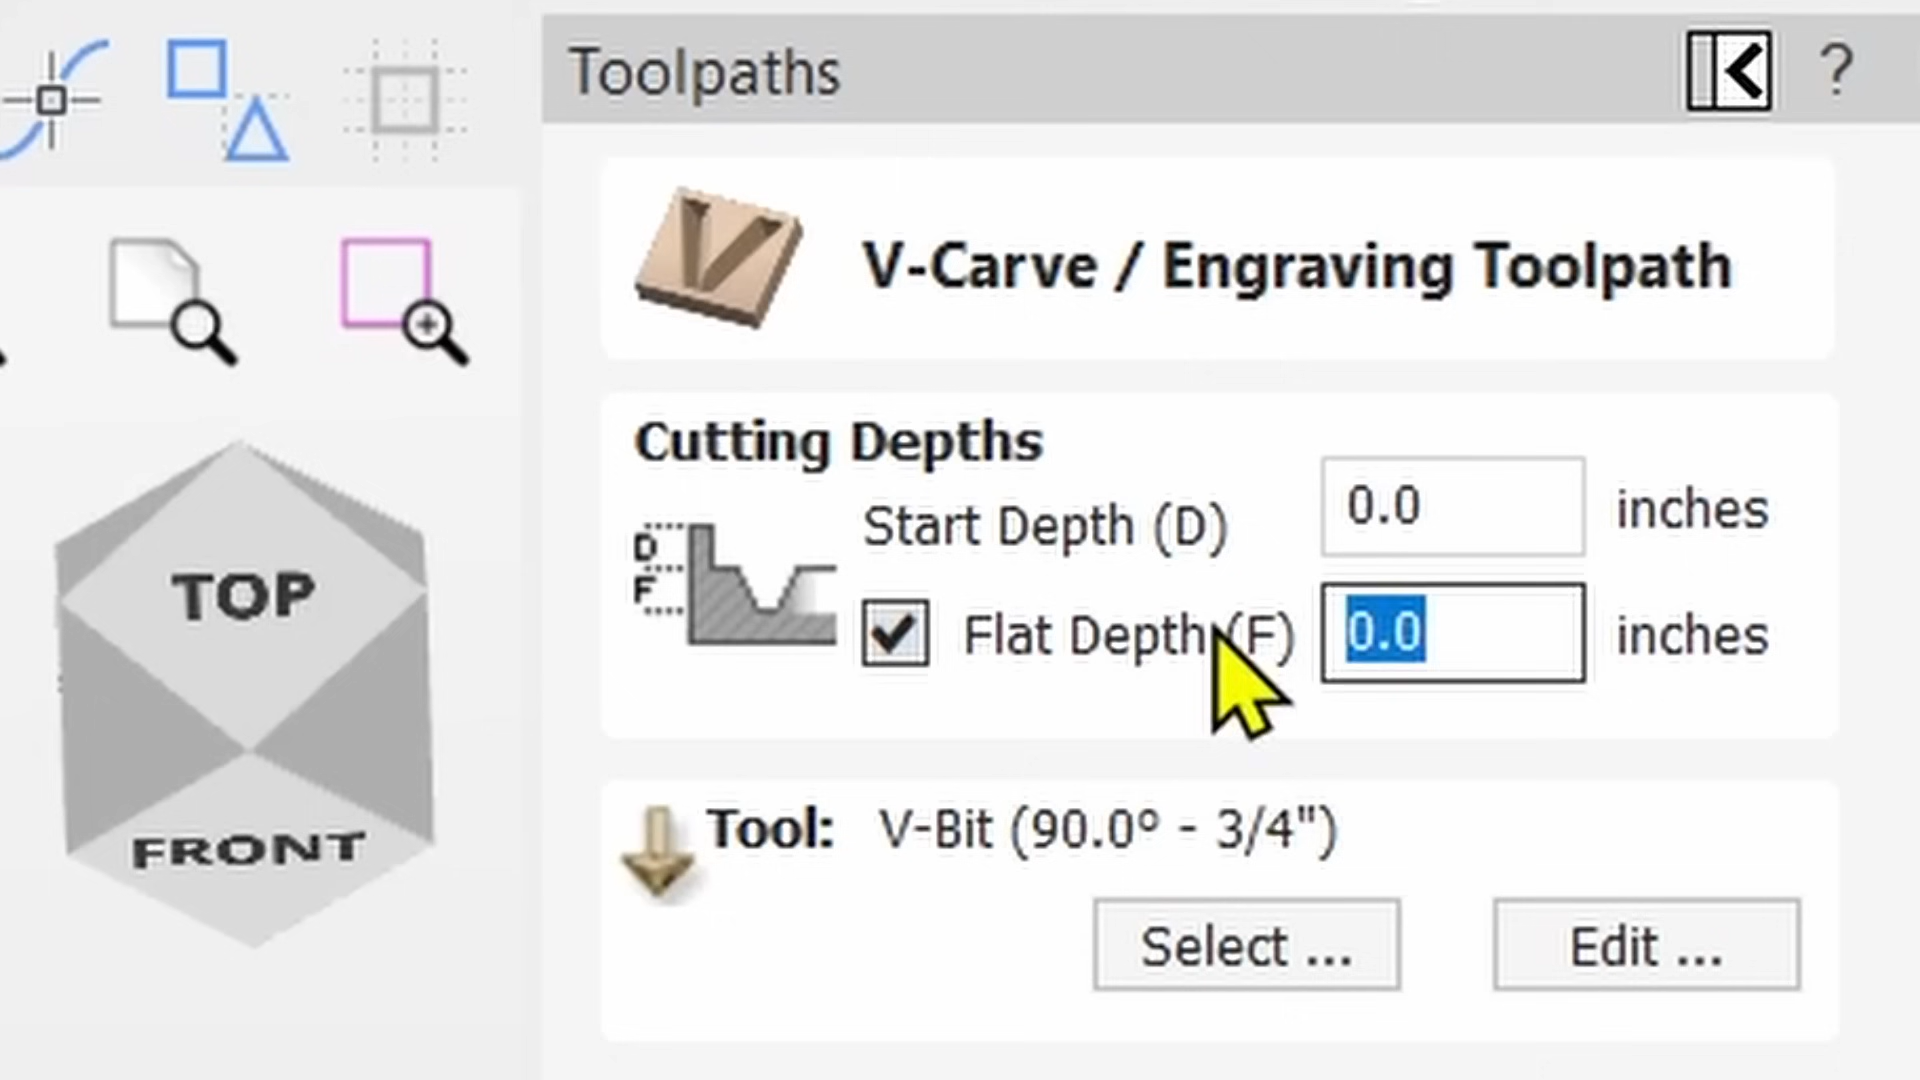 Toolpaths ?
V-Carve / Engraving Toolpath
Cutting Depths
D
F
Start Depth (D) 0.0 inches
Flat Depth (F) 0.0 inches
Tool: V-Bit (90.0° - 3/4")
Select ... Edit ...
TOP
FRONT